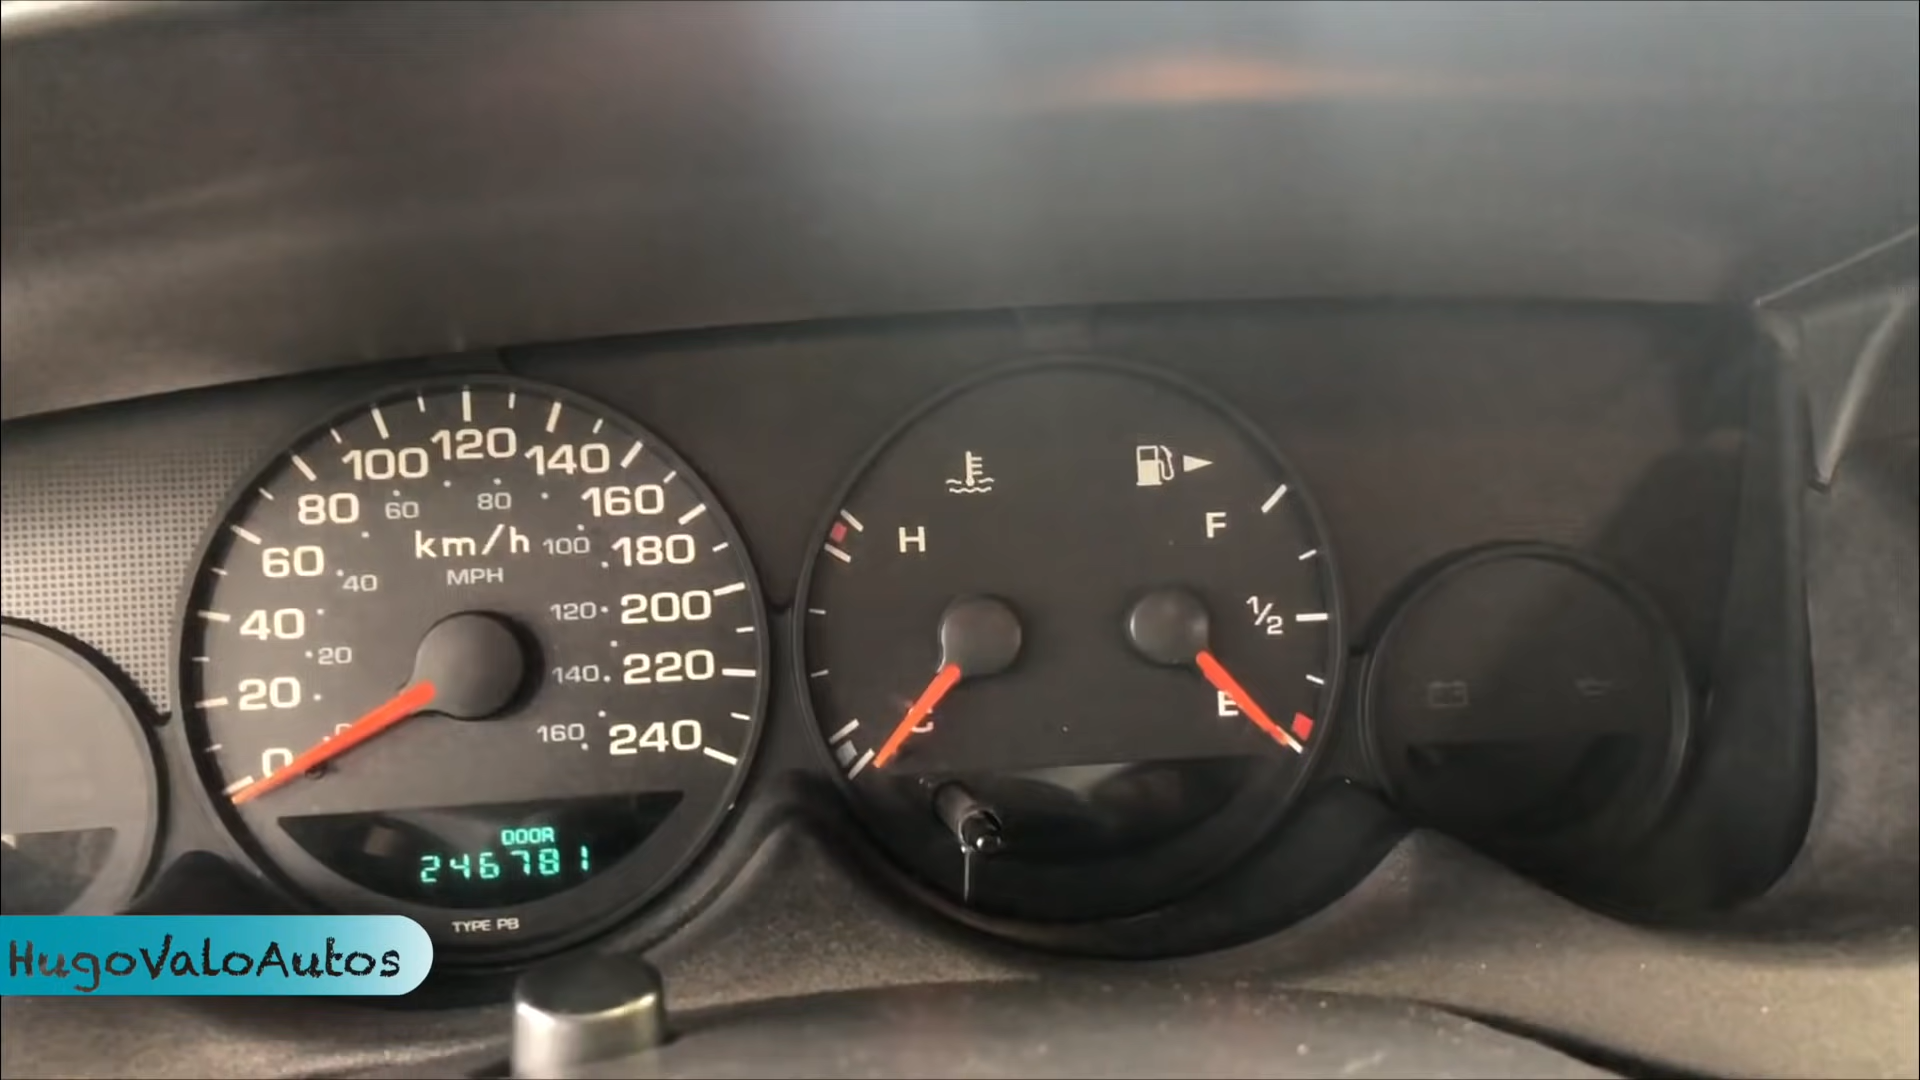 100 120 140
80 60 80 160
km/h 100 180
60 40 MPH
40 120 200
20 140 220
20
0 160 240
DOOR
246781
TYPE PB
H
F
1/2
C
E
HugoValoAutos